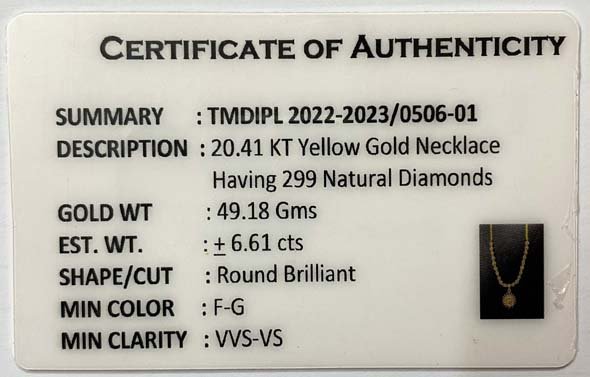 CERTIFICATE OF AUTHENTICITY
SUMMARY : TMDIPL 2022-2023/0506-01
DESCRIPTION : 20.41 KT Yellow Gold Necklace
Having 299 Natural Diamonds
GOLD WT : 49.18 Gms
EST. WT. : ± 6.61 cts
SHAPE/CUT : Round Brilliant
MIN COLOR : F-G
MIN CLARITY : VVS-VS